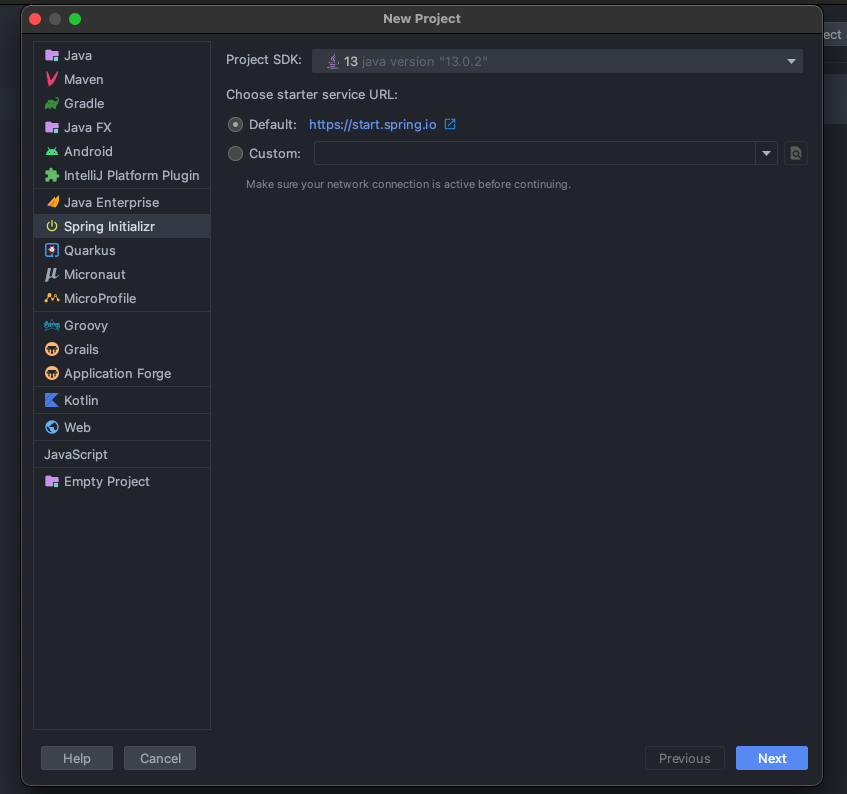 New Project
ect
Java
Maven
Gradle
Java FX
Android
IntelliJ Platform Plugin
Java Enterprise
Spring Initializr
Quarkus
Micronaut
MicroProfile
Groovy
Grails
Application Forge
Kotlin
Web
JavaScript
Empty Project
Project SDK: 13 java version "13.0.2"
Choose starter service URL:
Default: https://start.spring.io
Custom:
Make sure your network connection is active before continuing.
Help
Cancel
Previous
Next